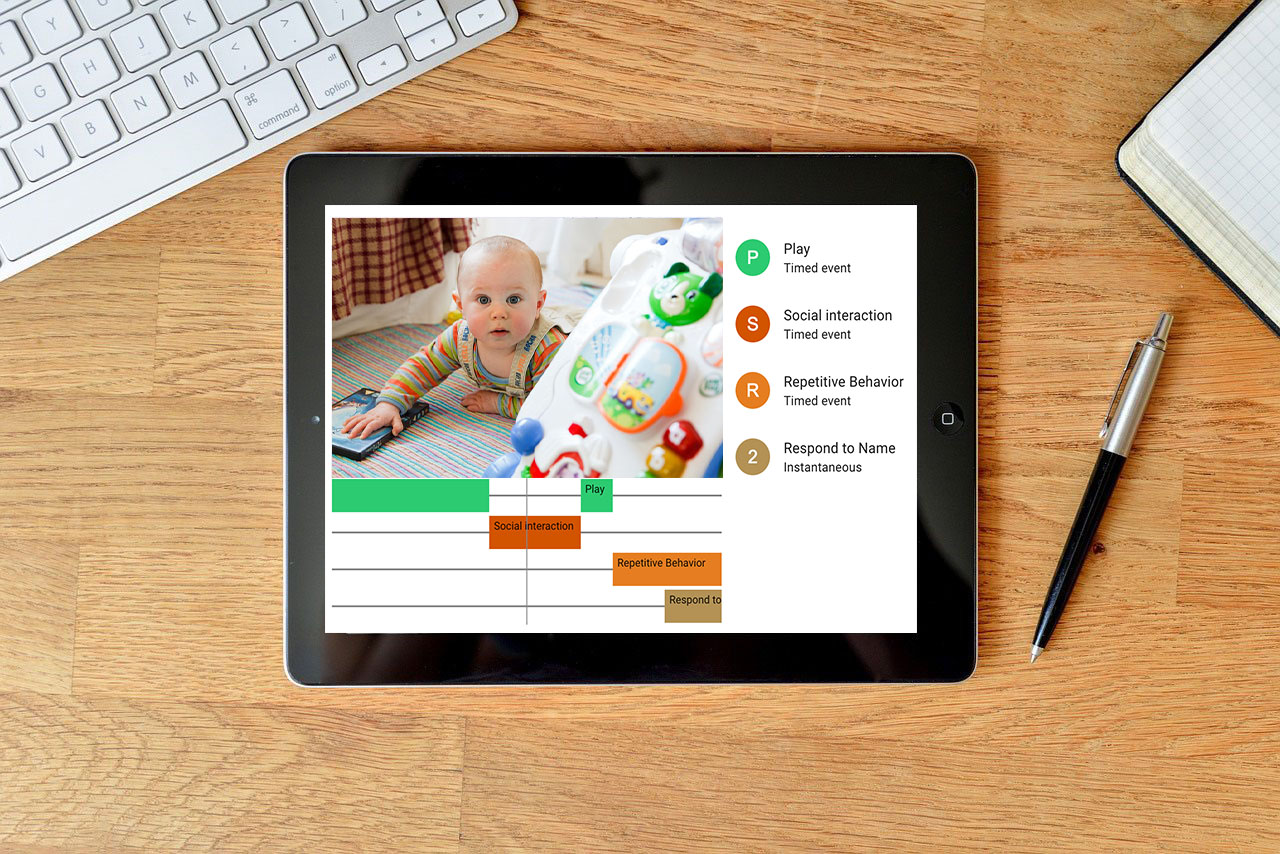 Y
K
>
.
?
/
J
<
,
H
G
M
alt
option
N
⌘
command
B
V
P
Play
Timed event
S
Social interaction
Timed event
R
Repetitive Behavior
Timed event
2
Respond to Name
Instantaneous
Play
Social interaction
Repetitive Behavior
Respond to